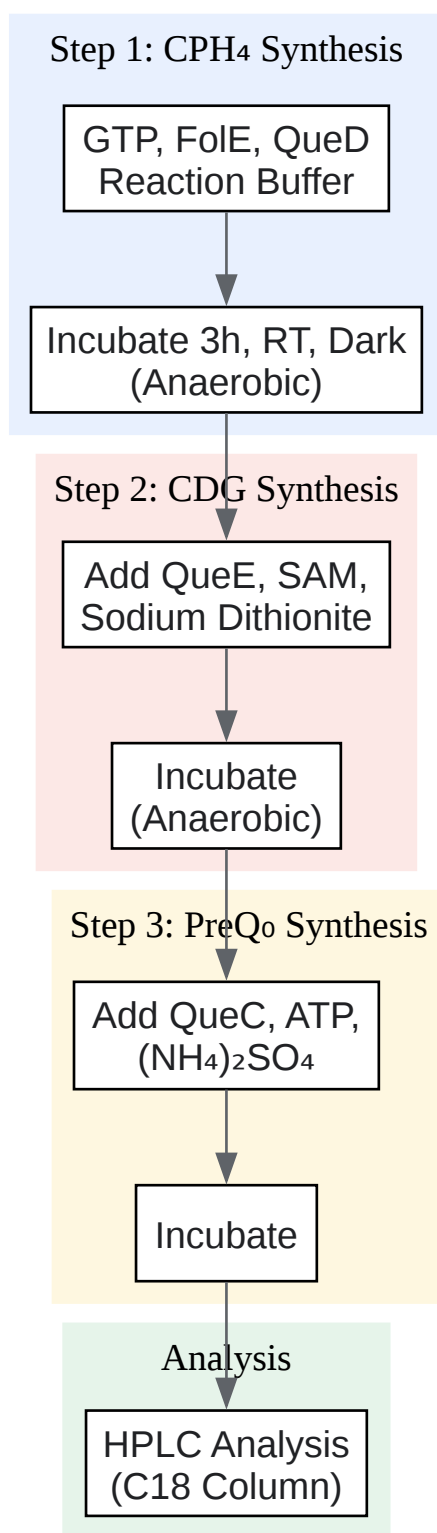 Step 1: CPH₄ Synthesis
GTP, FolE, QueD
Reaction Buffer
Incubate 3h, RT, Dark
(Anaerobic)
Step 2: CDG Synthesis
Add QueE, SAM,
Sodium Dithionite
Incubate
(Anaerobic)
Step 3: PreQ₀ Synthesis
Add QueC, ATP,
(NH₄)₂SO₄
Incubate
Analysis
HPLC Analysis
(C18 Column)